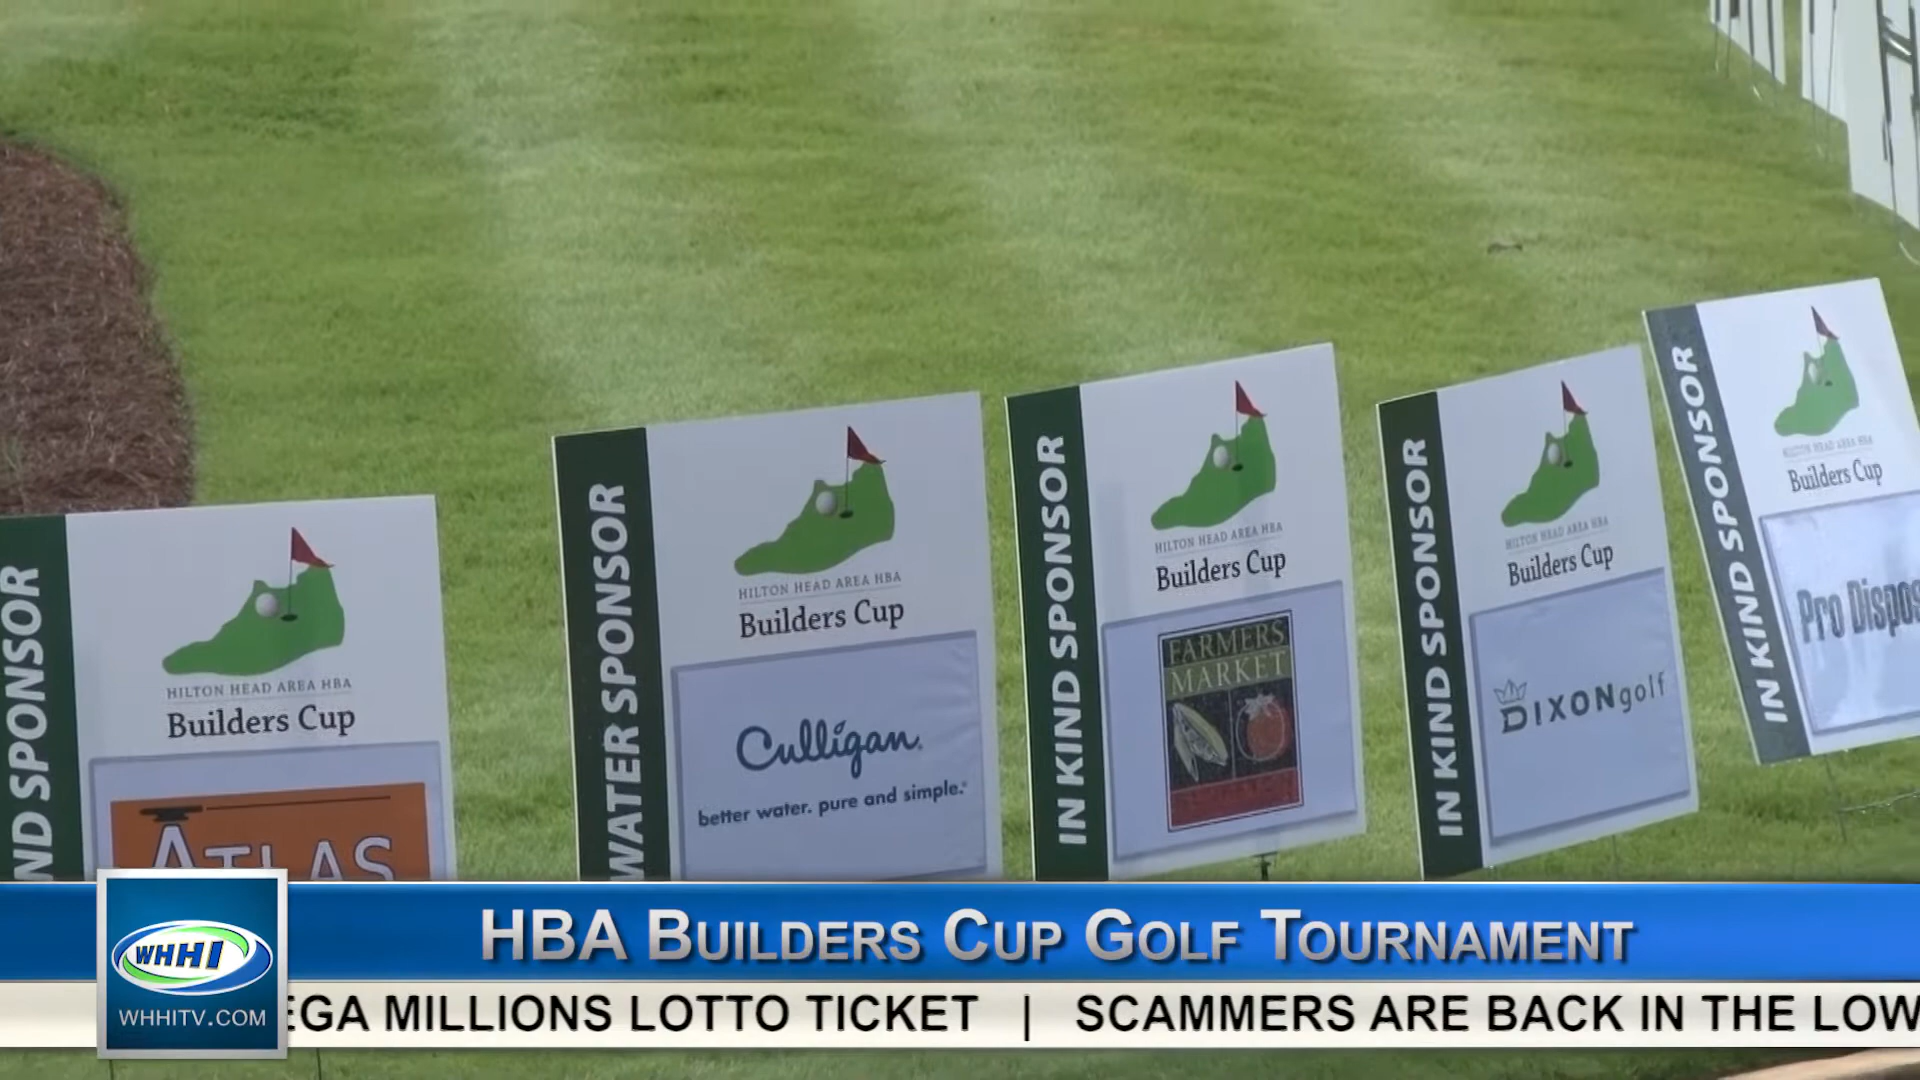 ND SPONSOR
HILTON HEAD AREA HBA
Builders Cup
ATLAS
WATER SPONSOR
HILTON HEAD AREA HBA
Builders Cup
Culligan
better water. pure and simple.®
IN KIND SPONSOR
HILTON HEAD AREA HBA
Builders Cup
FARMERS
MARKET
IN KIND SPONSOR
HILTON HEAD AREA HBA
Builders Cup
DIXONgolf
IN KIND SPONSOR
HILTON HEAD AREA HBA
Builders Cup
Pro Dispos
HBA BUILDERS CUP GOLF TOURNAMENT
WHHI
WHHITV.COM
EGA MILLIONS LOTTO TICKET | SCAMMERS ARE BACK IN THE LOW